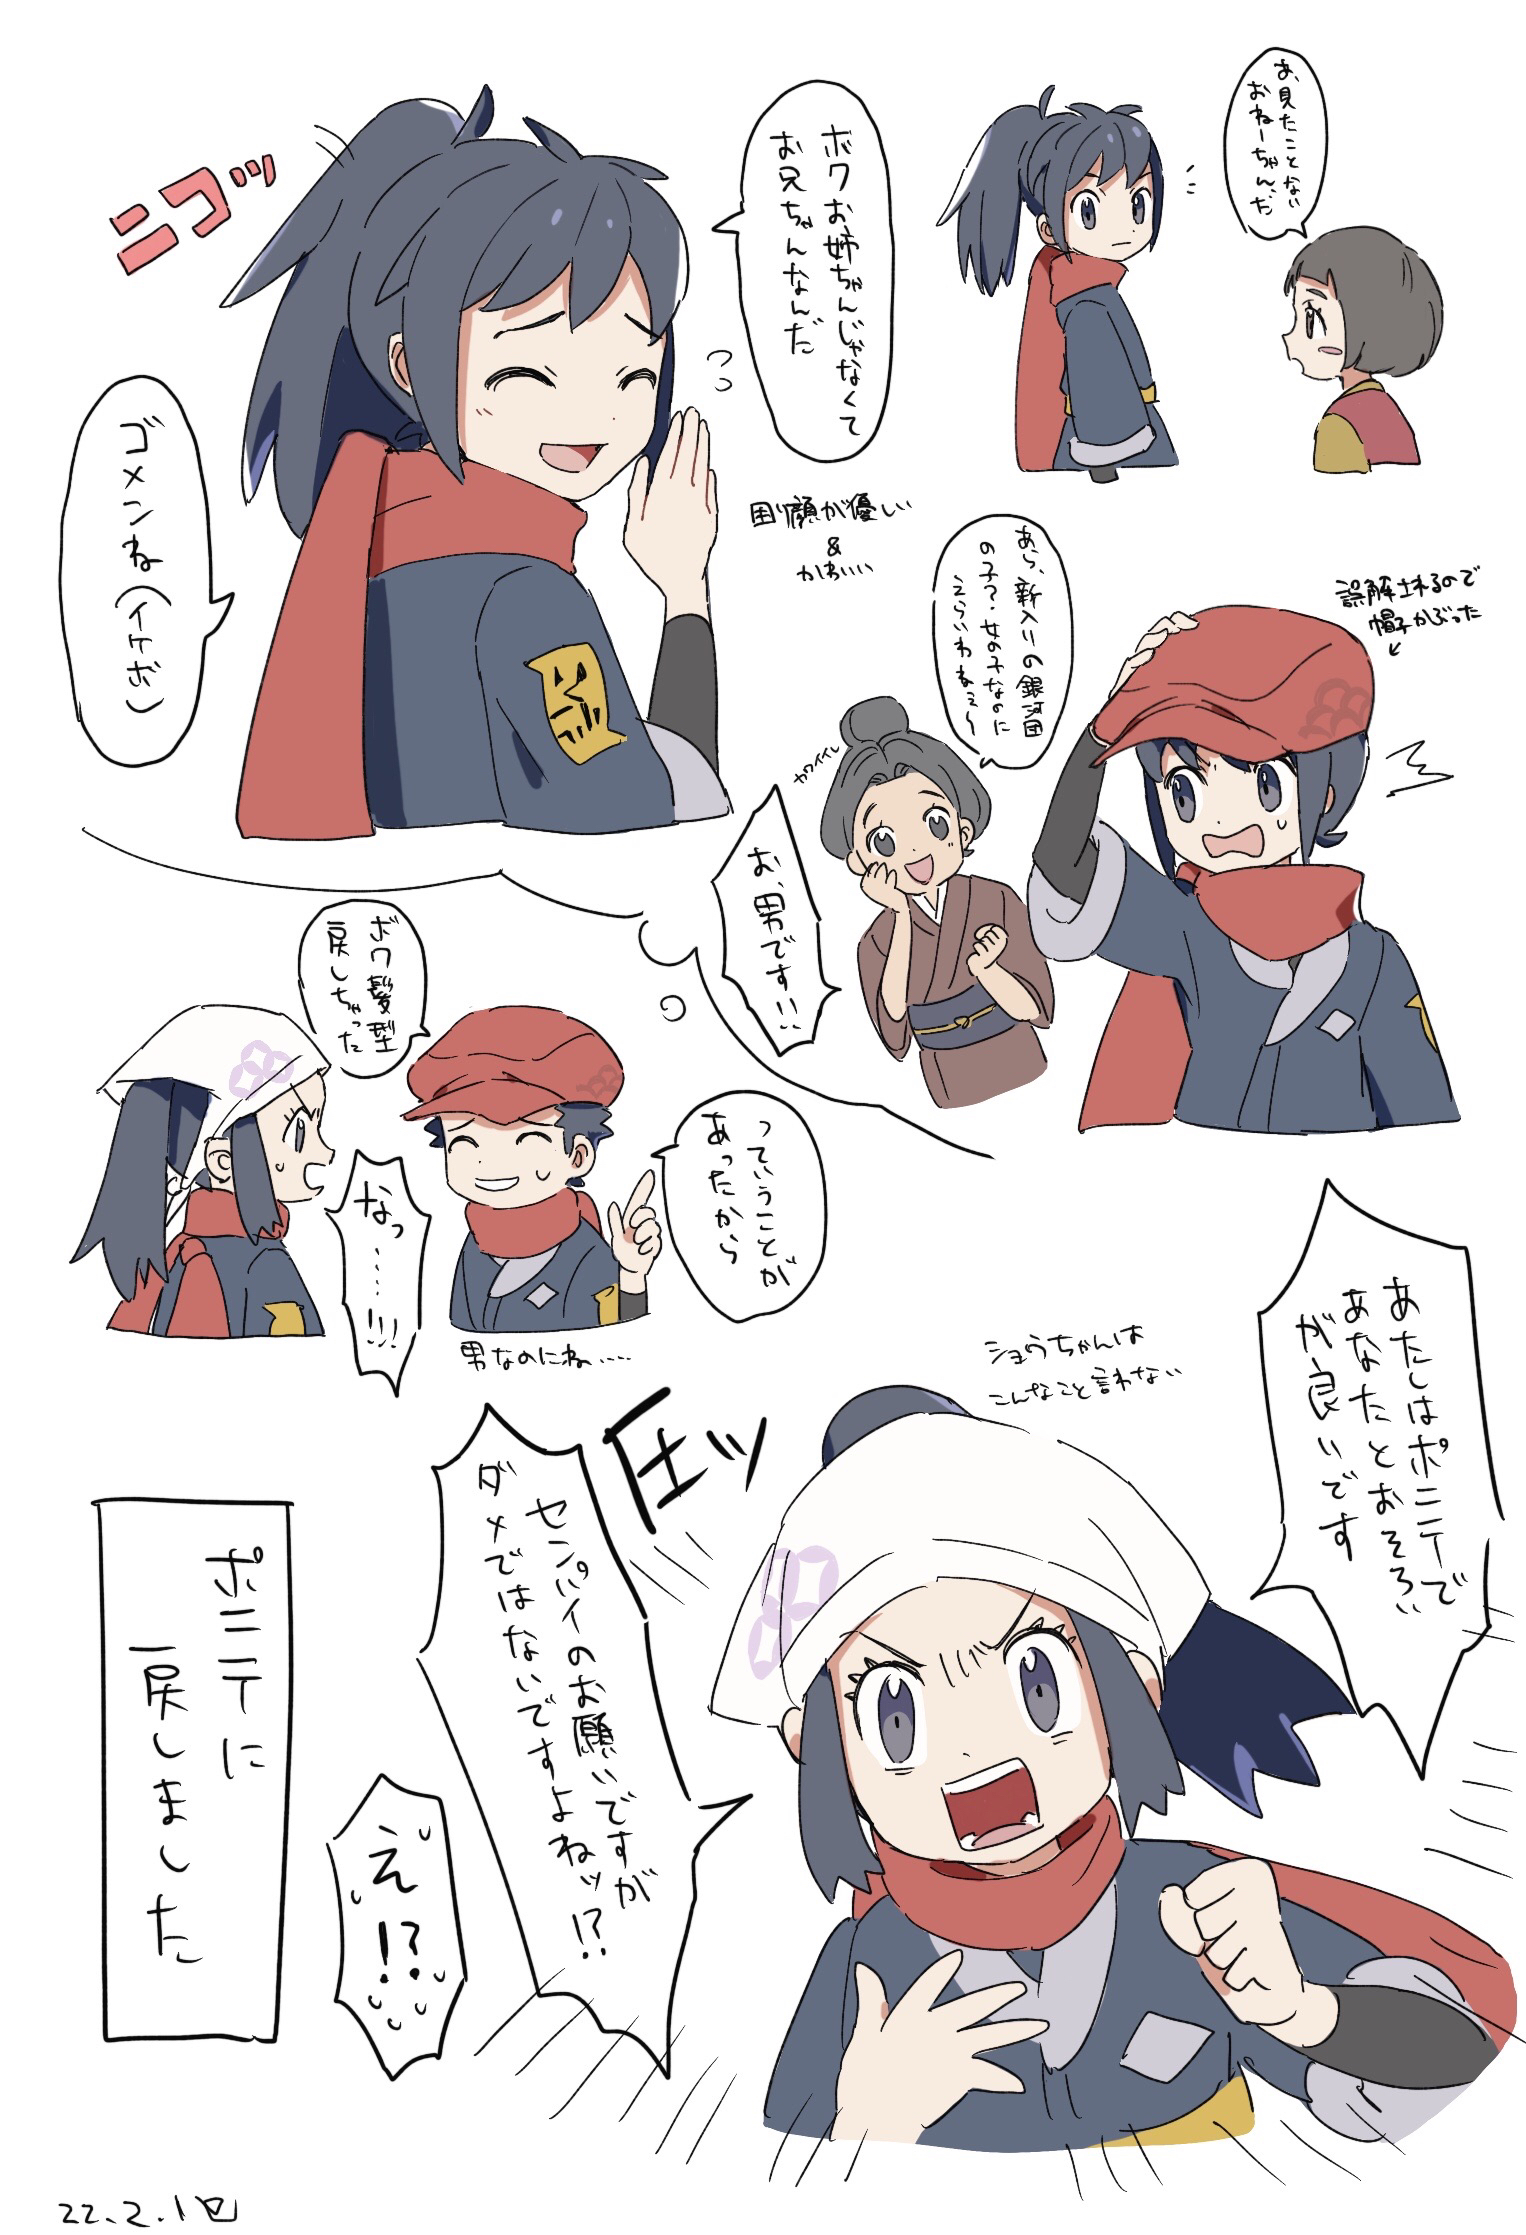 あ、見たことない
おねーちゃんだ
ボクお姉ちゃんじゃなくて
お兄ちゃんなんだ
ニコッ
ゴメンね(イケボ)
困り顔が優しい
&
かわいい
誤解されるので
帽子かぶった
あら、新入りの銀河団
の子?女の子なのに
えらいわねぇ〜
カワイイし
お、男です!!
っていうことが
あったから
ボク髪型
戻しちゃった
男なのにね……
なっ……!!!
あたしはポニテで
あなたとおそろい
が良いです
ショウちゃんは
こんなこと言わない
圧ッ
センパイのお願いですが
ダメではないですよねッ!?
え!?
ポニテに
戻しました
22.2.1